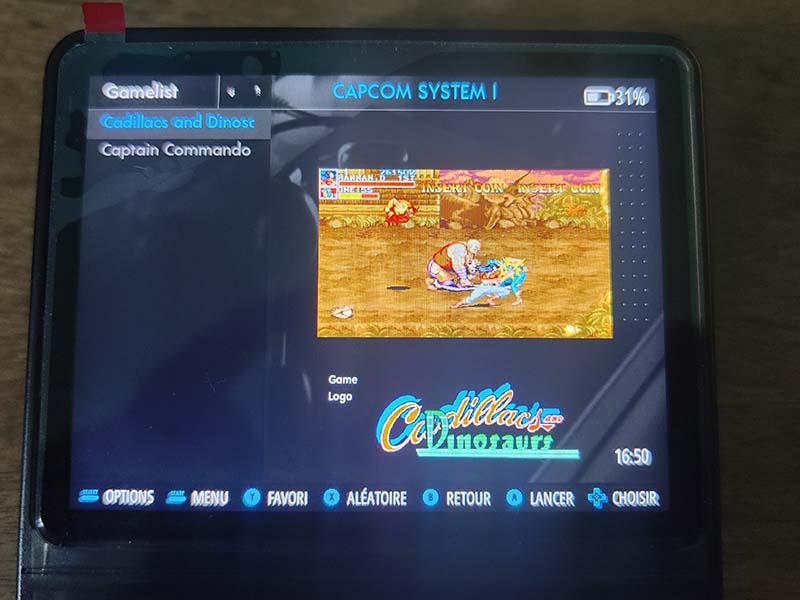 Gamelist
CAPCOM SYSTEM I
31%
Cadillacs and Dinosc
Captain Commando
1ST
INSERT COIN INSERT COIN
Game
Logo
Cadillacs AND
Dinosaurs
16:50
OPTIONS MENU Y FAVORI X ALÉATOIRE B RETOUR A LANCER CHOISIR